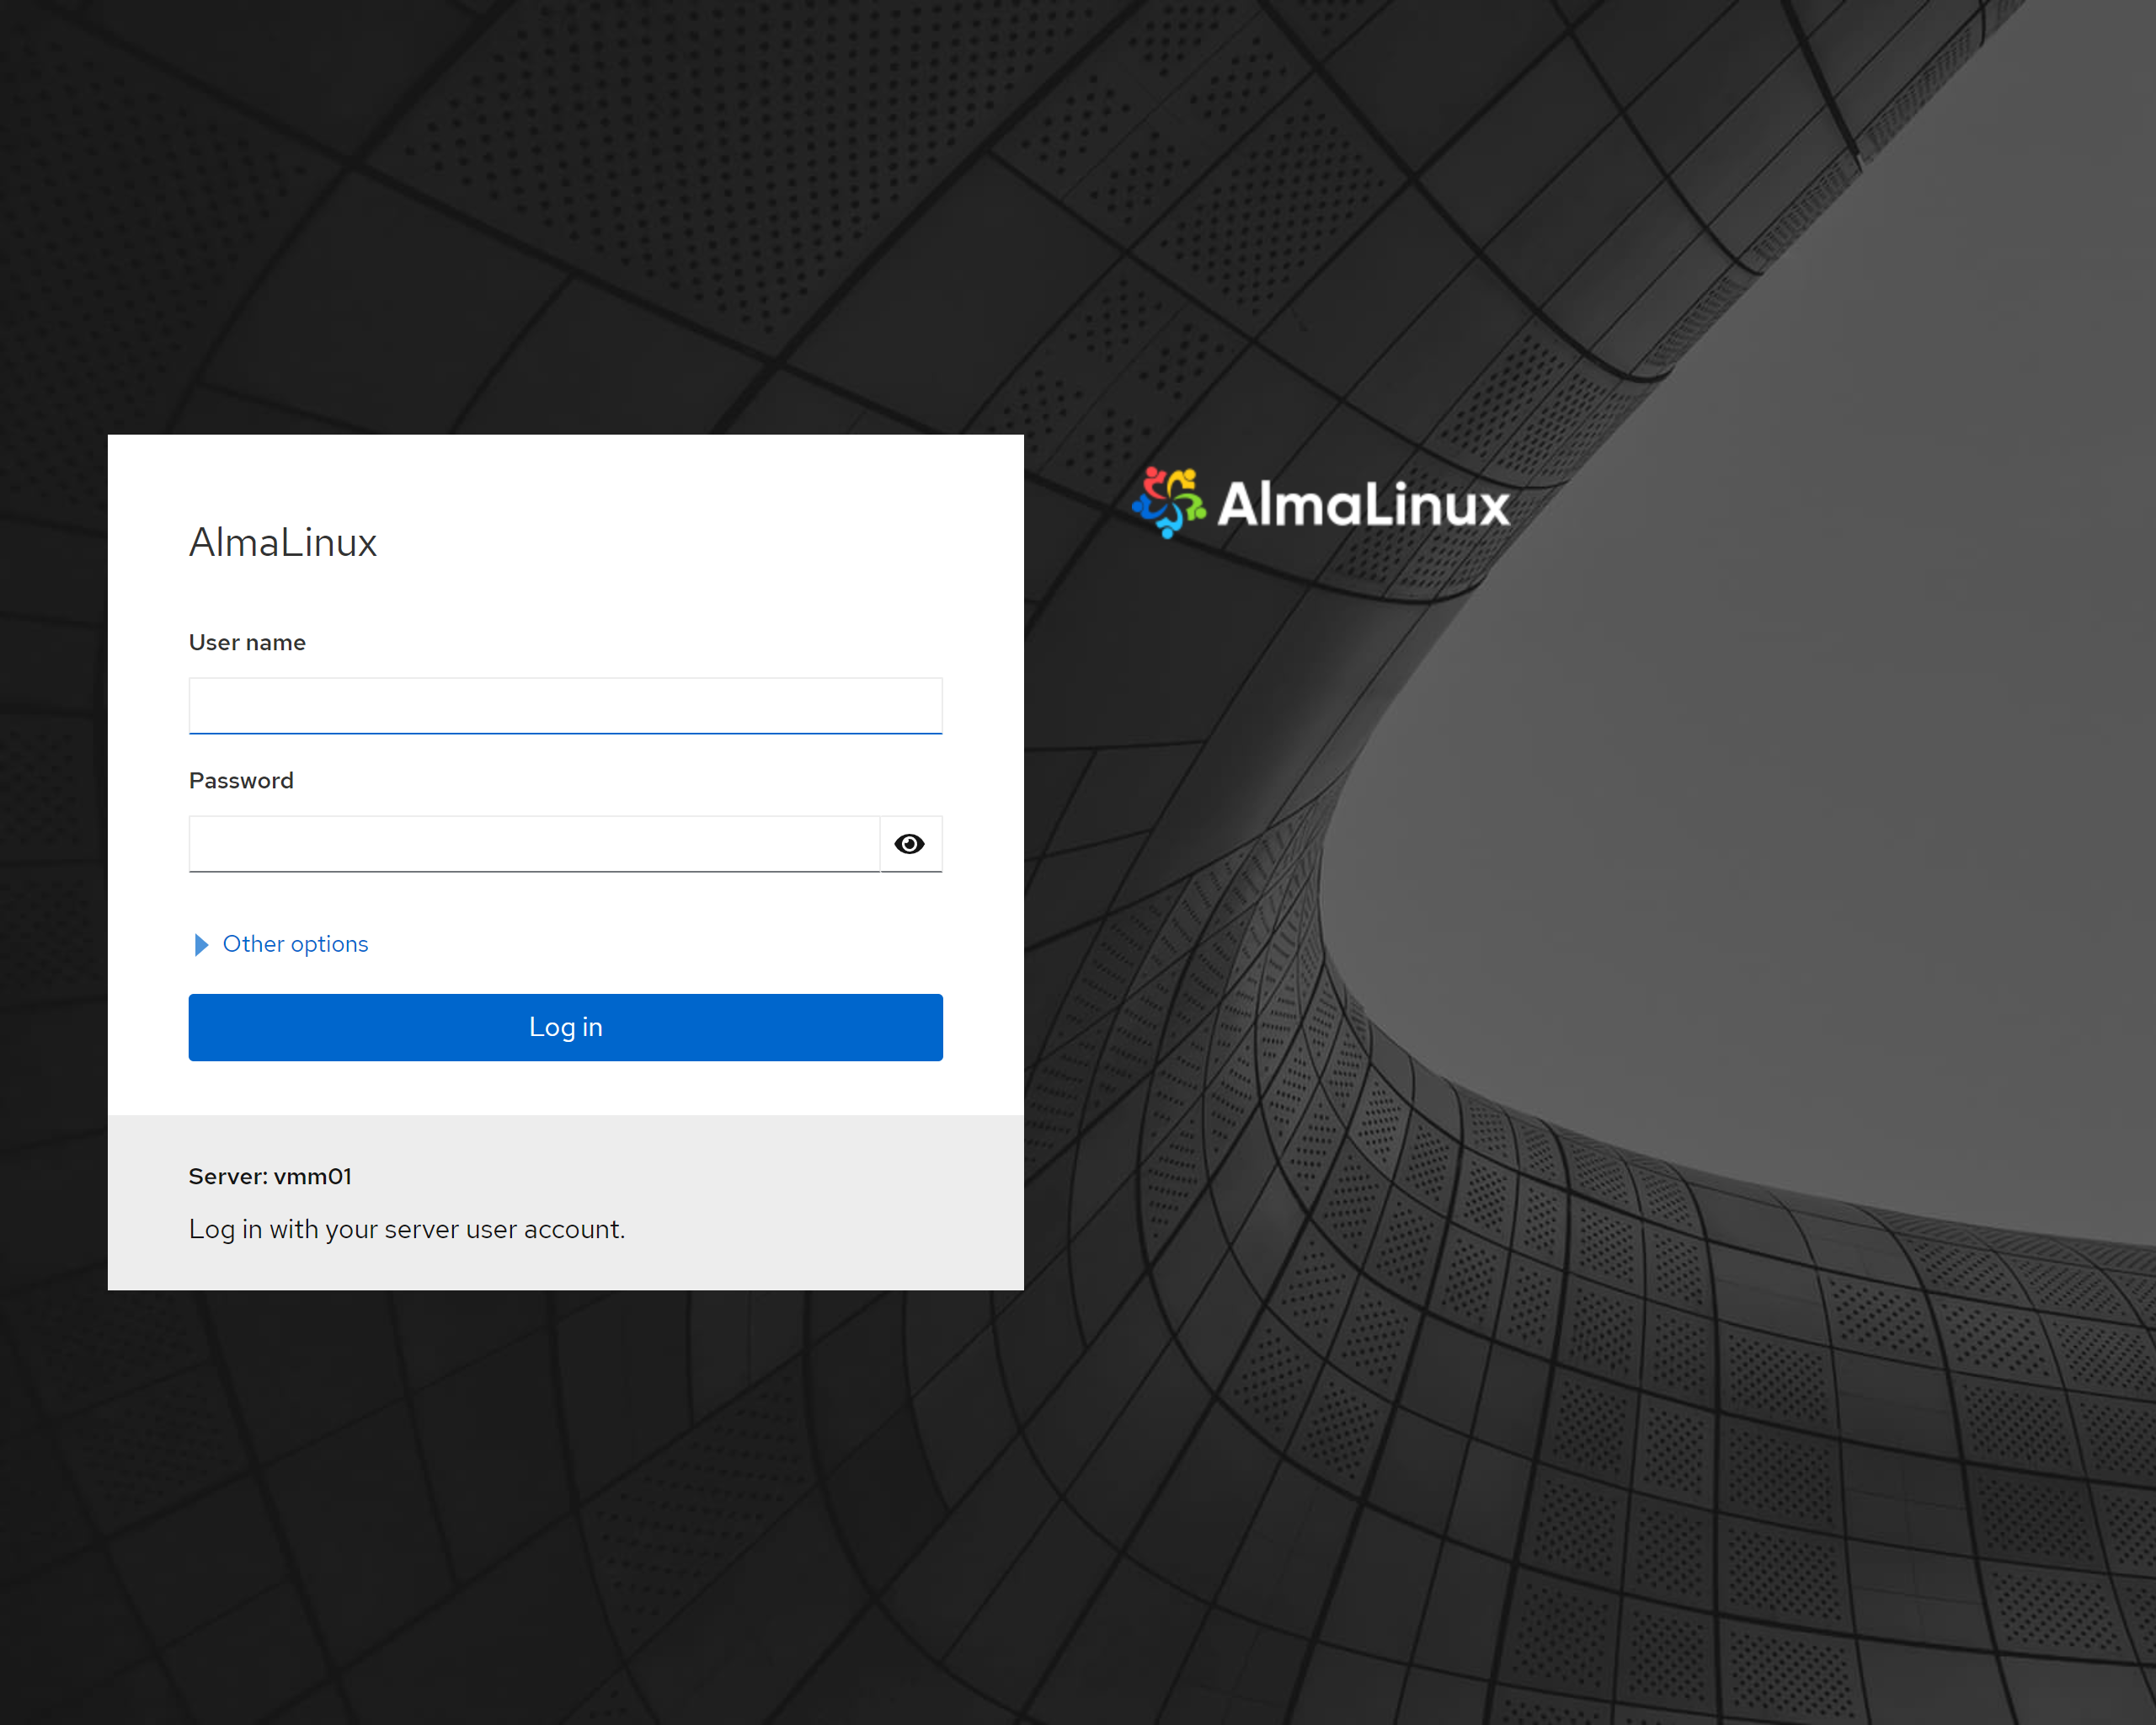 AlmaLinux
User name
Password
Other options
Log in
Server: vmm01
Log in with your server user account.
AlmaLinux